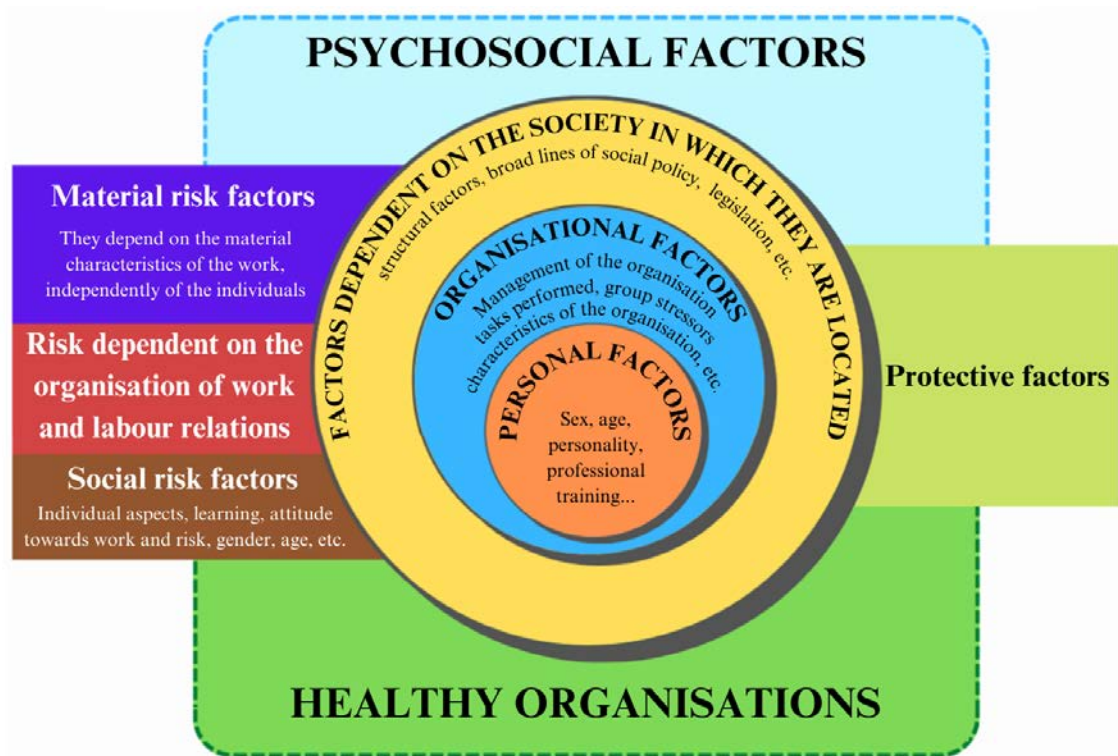 PSYCHOSOCIAL FACTORS
Material risk factors
They depend on the material
characteristics of the work,
independently of the individuals
Risk dependent on the
organisation of work
and labour relations
Social risk factors
Individual aspects, learning, attitude
towards work and risk, gender, age, etc.
FACTORS DEPENDENT ON THE SOCIETY IN WHICH THEY ARE LOCATED
structural factors, broad lines of social policy, legislation, etc.
ORGANISATIONAL FACTORS
Management of the organisation
tasks performed, group stressors
characteristics of the organisation, etc.
PERSONAL FACTORS
Sex, age,
personality,
professional
training...
Protective factors
HEALTHY ORGANISATIONS